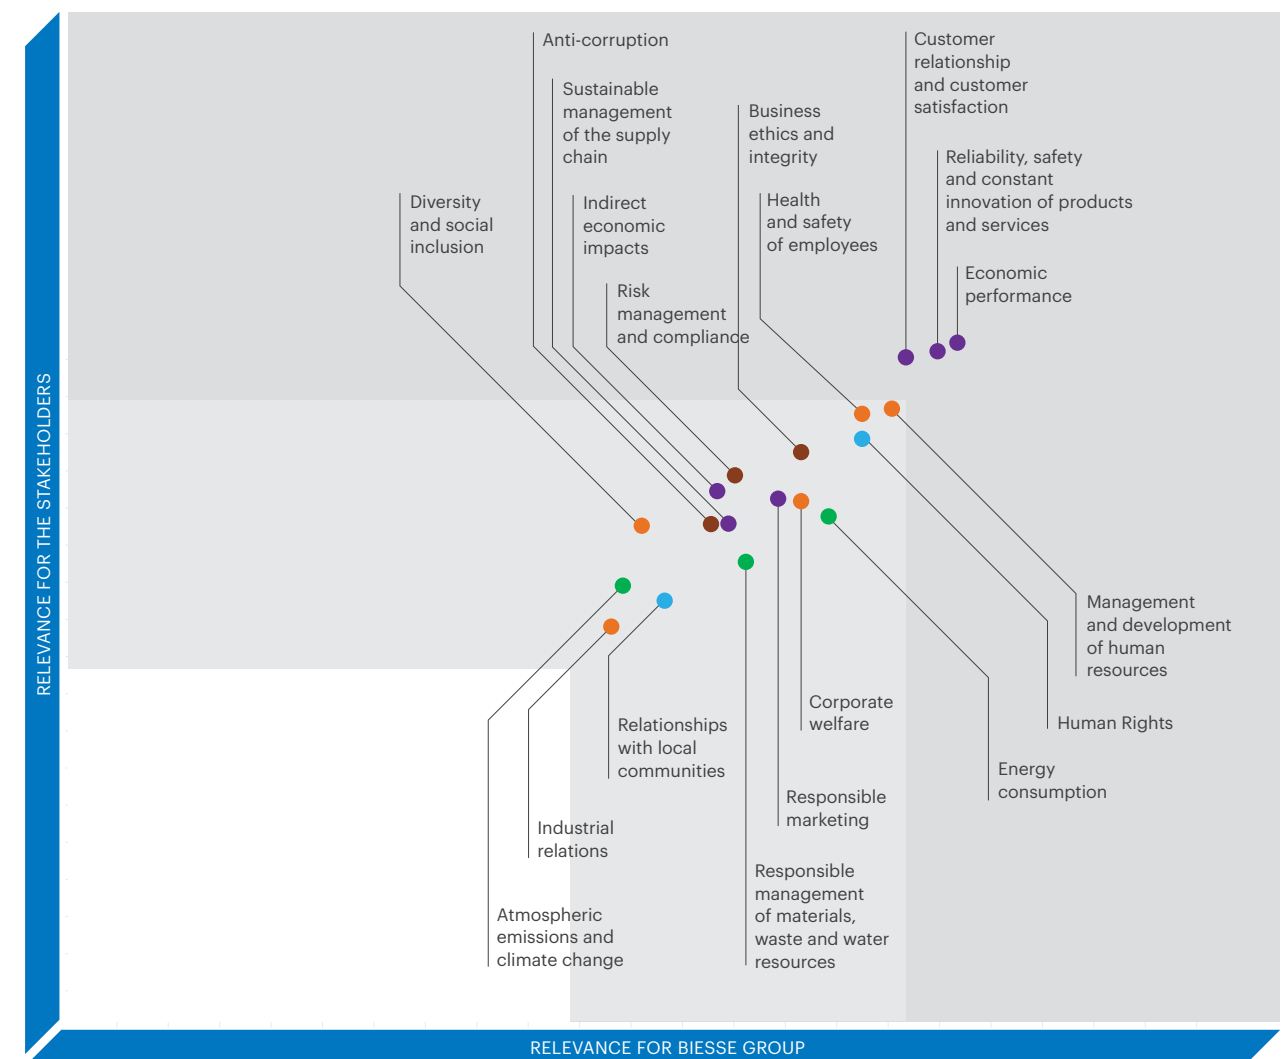 Anti-corruption
Customer
relationship
and customer
satisfaction
Sustainable
management
of the supply
chain
Business
ethics and
integrity
Reliability, safety
and constant
innovation of products
and services
Diversity
and social
inclusion
Indirect
economic
impacts
Health
and safety
of employees
Economic
performance
Risk
management
and compliance
RELEVANCE FOR THE STAKEHOLDERS
Management
and development
of human
resources
Corporate
welfare
Human Rights
Relationships
with local
communities
Energy
consumption
Responsible
marketing
Industrial
relations
Responsible
management
of materials,
waste and water
resources
Atmospheric
emissions and
climate change
RELEVANCE FOR BIESSE GROUP